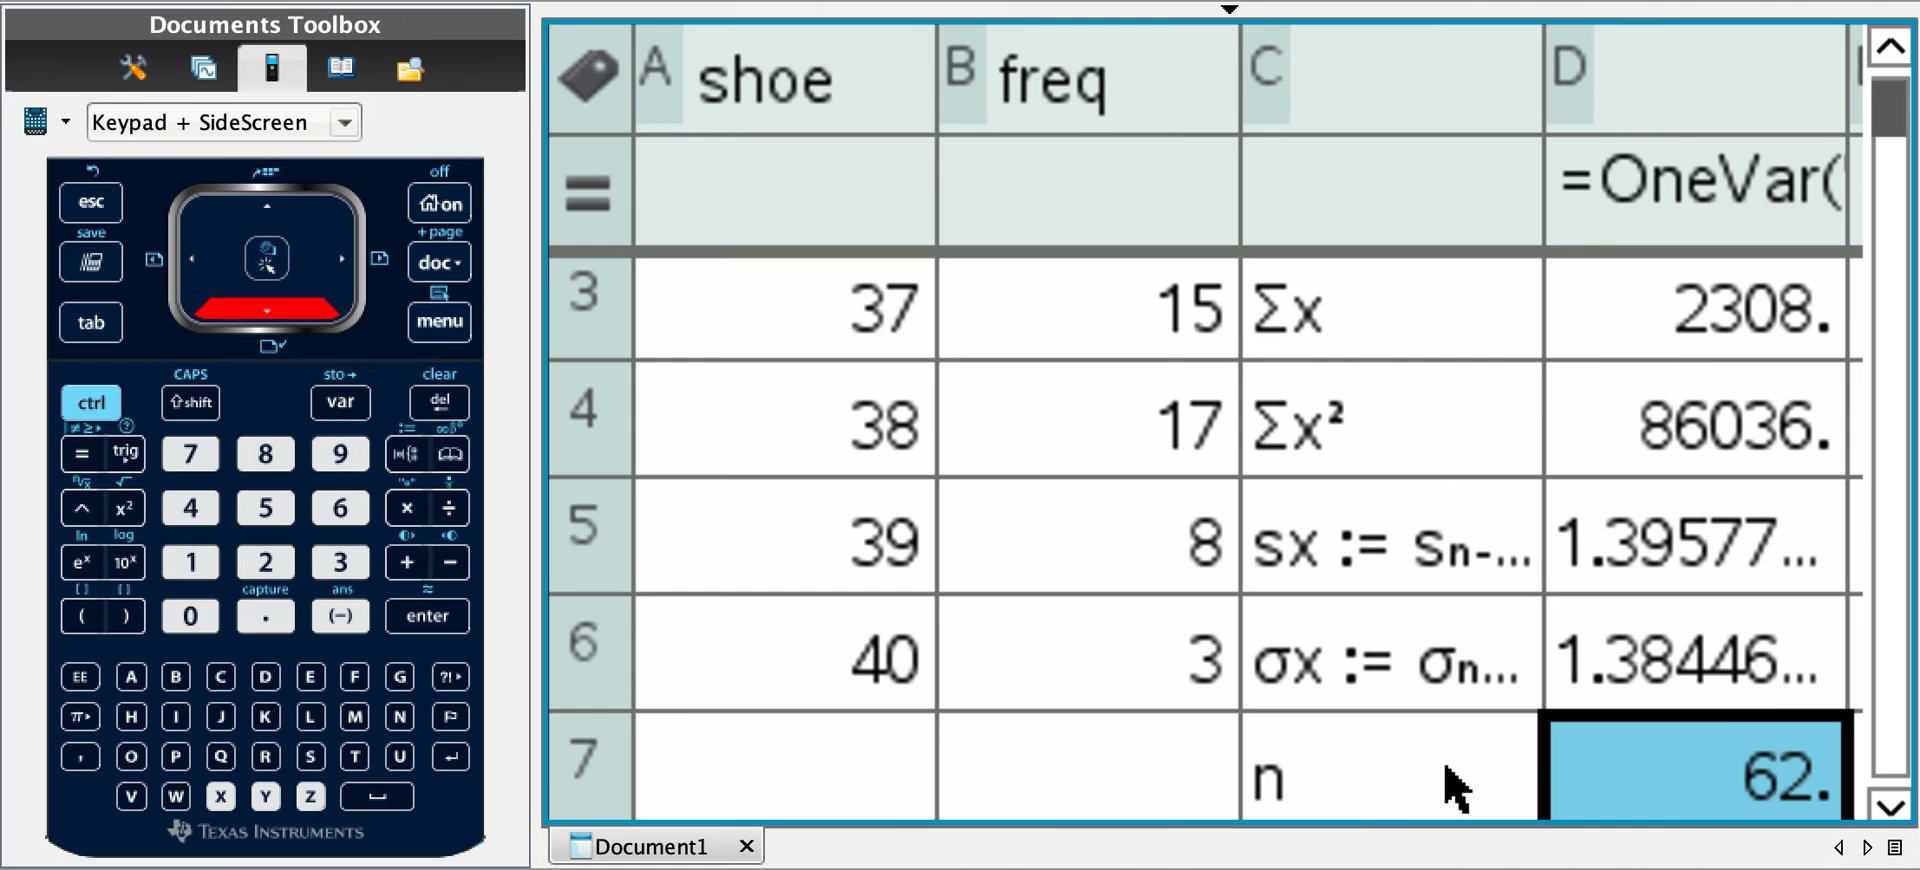 Documents Toolbox
Keypad + SideScreen
off
esc
on
save
+ page
doc
tab
menu
CAPS
sto→
clear
ctrl
⇧shift
var
del
= trig 7 8 9
^ x² 4 5 6 × ÷
ln log
eˣ 10ˣ 1 2 3 + −
[ ] { } capture ans ≈
( ) 0 . (−) enter
EE A B C D E F G ?!▸
π▸ H I J K L M N
, O P Q R S T U ↵
V W X Y Z
TEXAS INSTRUMENTS
A shoe B freq C D
= =OneVar(
3 37 15 Σx 2308.
4 38 17 Σx² 86036.
5 39 8 sx := sn-... 1.39577...
6 40 3 σx := σn... 1.38446...
7 n 62.
Document1